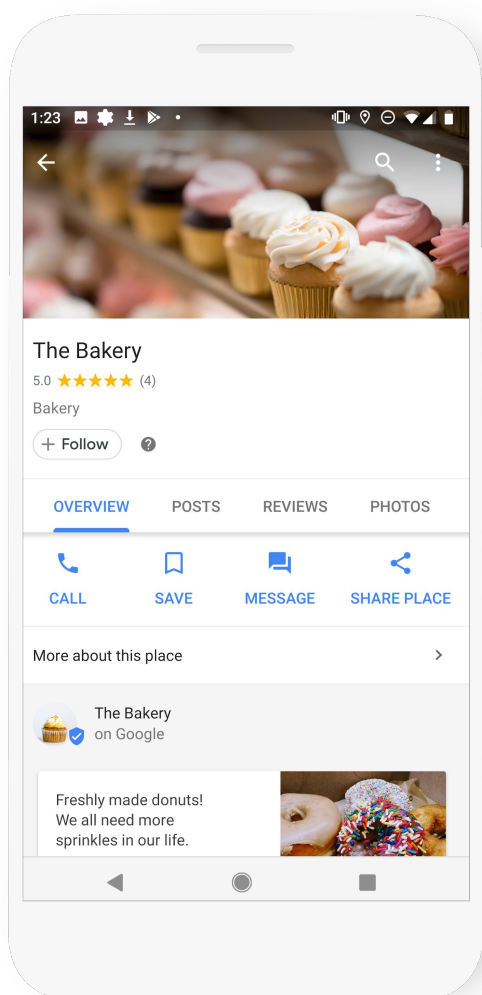 1:23
The Bakery
5.0 (4)
Bakery
+ Follow
OVERVIEW POSTS REVIEWS PHOTOS
CALL SAVE MESSAGE SHARE PLACE
More about this place
The Bakery
on Google
Freshly made donuts!
We all need more
sprinkles in our life.